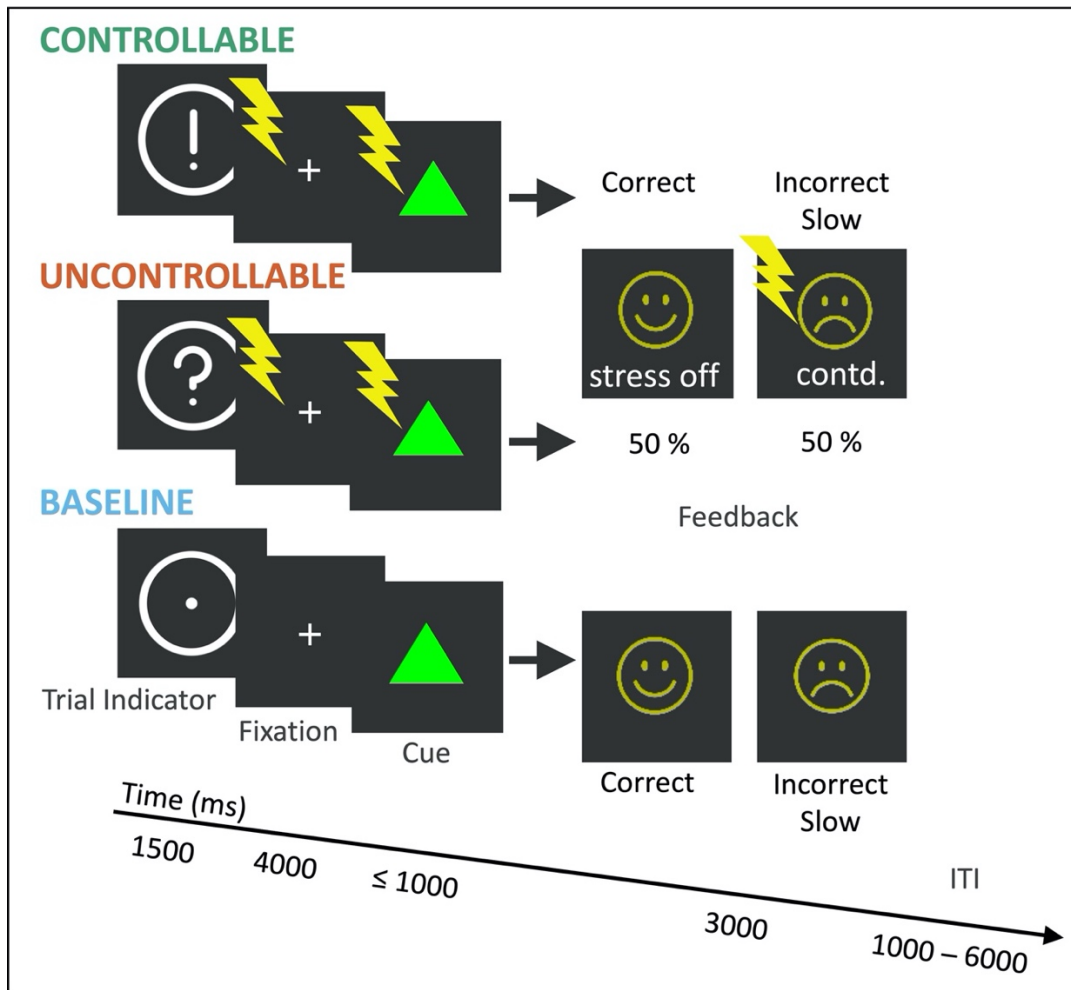 CONTROLLABLE
!
+
Correct
Incorrect
Slow
UNCONTROLLABLE
?
+
stress off
contd.
50 %
50 %
BASELINE
Feedback
+
Trial Indicator
Fixation
Cue
Correct
Incorrect
Slow
Time (ms)
1500
4000
≤ 1000
3000
ITI
1000 – 6000